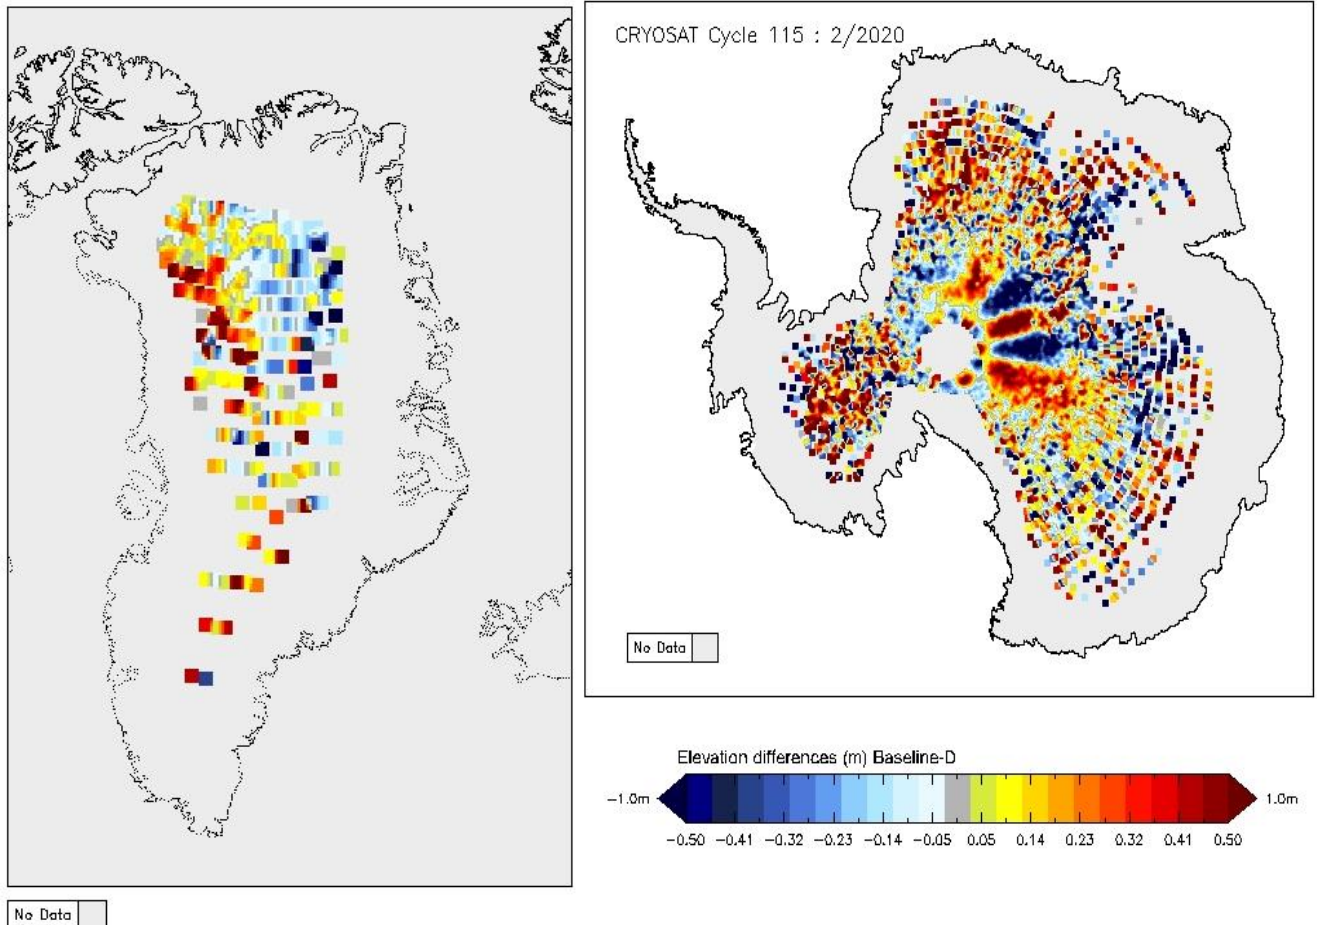 CRYOSAT Cycle 115 : 2/2020
No Data
Elevation differences (m) Baseline-D
-1.0m
1.0m
-0.50 -0.41 -0.32 -0.23 -0.14 -0.05 0.05 0.14 0.23 0.32 0.41 0.50
No Data